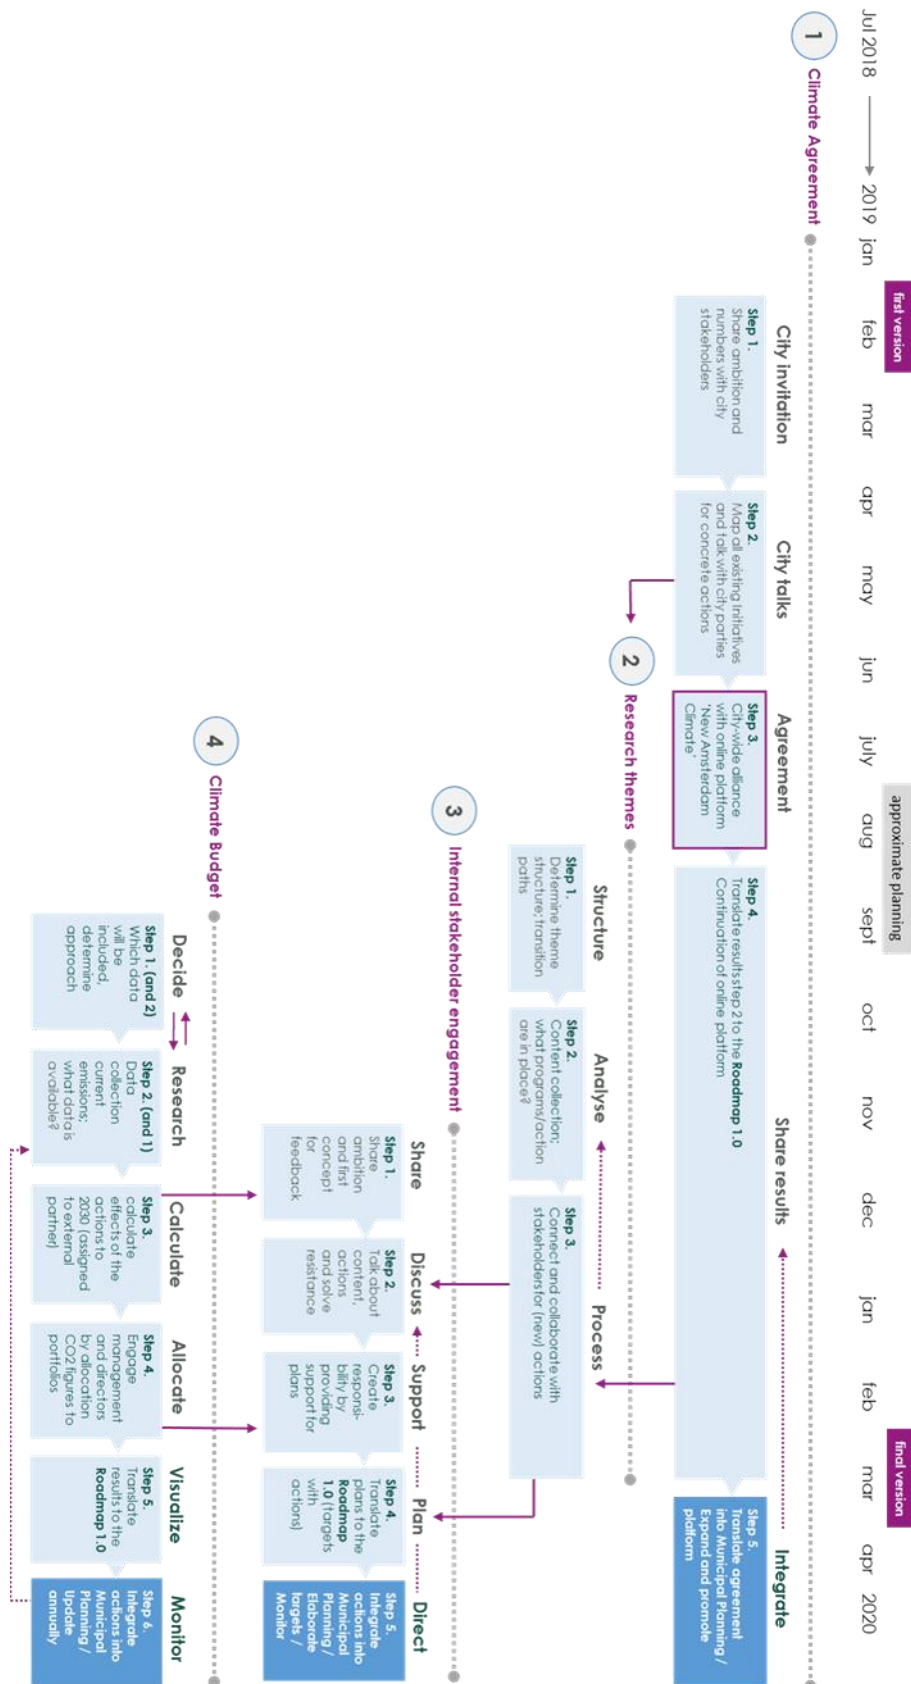 first version
approximate planning
final version
Jul 2018
2019
jan
feb
mar
apr
may
jun
july
aug
sept
oct
nov
dec
jan
feb
mar
apr
2020
1
Climate Agreement
City invitation
Step 1.
Share ambition and
numbers with city
stakeholders
City talks
Step 2.
Map all existing Initiatives
and talk with city parties
for concrete actions
Agreement
Step 3.
City-wide alliance
with online platform
'New Amsterdam
Climate'
Share results
Step 4.
Translate results step 2 to the Roadmap 1.0
Continuation of online platform
Integrate
Step 5.
Translate agreement
into Municipal Planning /
Expand and promote
platform
2
Research themes
Structure
Step 1.
Determine theme
structure; transition
paths
Analyse
Step 2.
Content collection;
what programs/action
are in place?
Process
Step 3.
Connect and collaborate with
stakeholders for (new) actions
3
Internal stakeholder engagement
Share
Step 1.
Share
ambition
and first
concept
for
feedback
Discuss
Step 2.
Talk about
content,
actions
and solve
resistance
Support
Step 3.
Create
responsi-
bility by
providing
support for
plans
Plan
Step 4.
Translate
plans to the
Roadmap
1.0 (targets
with
actions)
Direct
Step 5.
Integrate
actions into
Municipal
Planning /
Elaborate
targets /
Monitor
4
Climate Budget
Decide
Step 1. (and 2)
Which data
will be
included,
determine
approach
Research
Step 2. (and 1)
Data
collection
current
emissions;
what data is
available?
Calculate
Step 3.
calculate
effects of the
actions to
2030 (assigned
to external
partner)
Allocate
Step 4.
Engage
management
and directors
by allocation
CO2 figures to
portfolios
Visualize
Step 5.
Translate
results to the
Roadmap 1.0
Monitor
Step 6.
Integrate
actions into
Municipal
Planning /
Update
annually